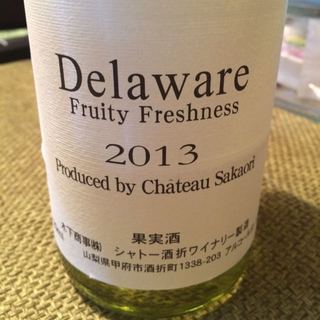 Delaware
Fruity Freshness
2013
Produced by Château Sakaori
果実酒
木下商事㈱ シャトー酒折ワイナリー製造
山梨県甲府市酒折町1338-203 アルコール